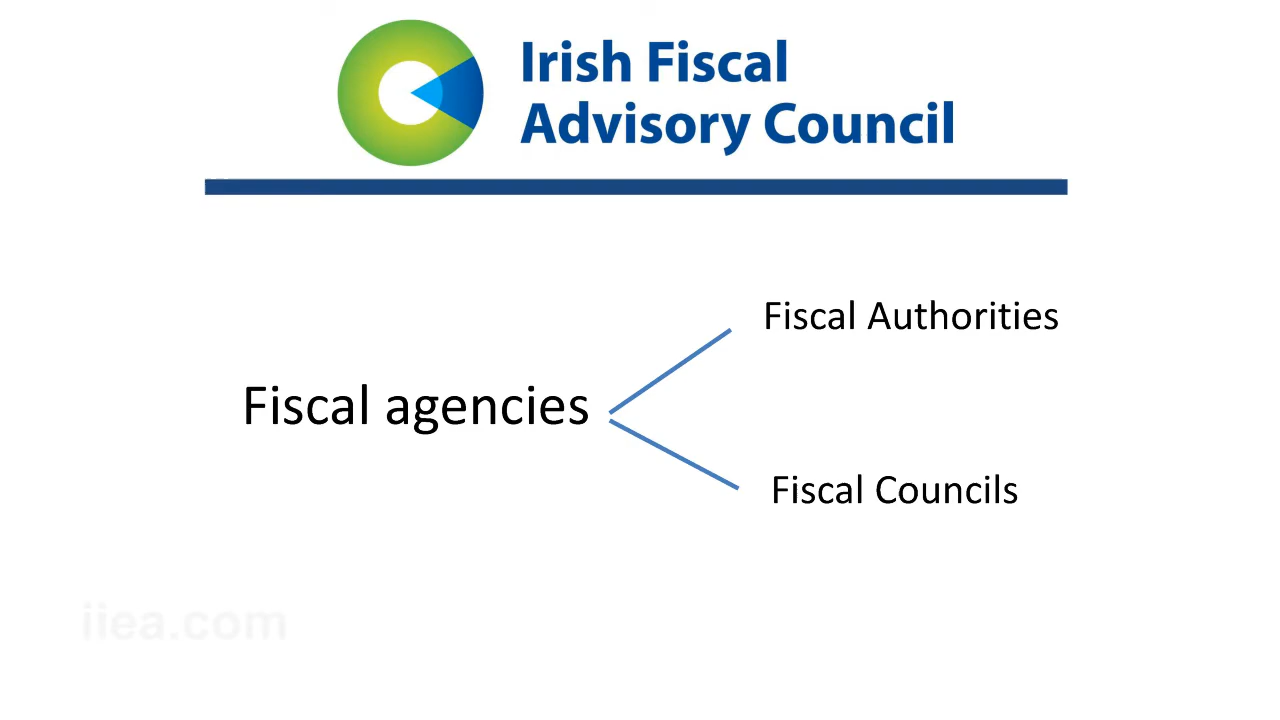 Irish Fiscal
Advisory Council
Fiscal Authorities
Fiscal agencies
Fiscal Councils
iiea.com